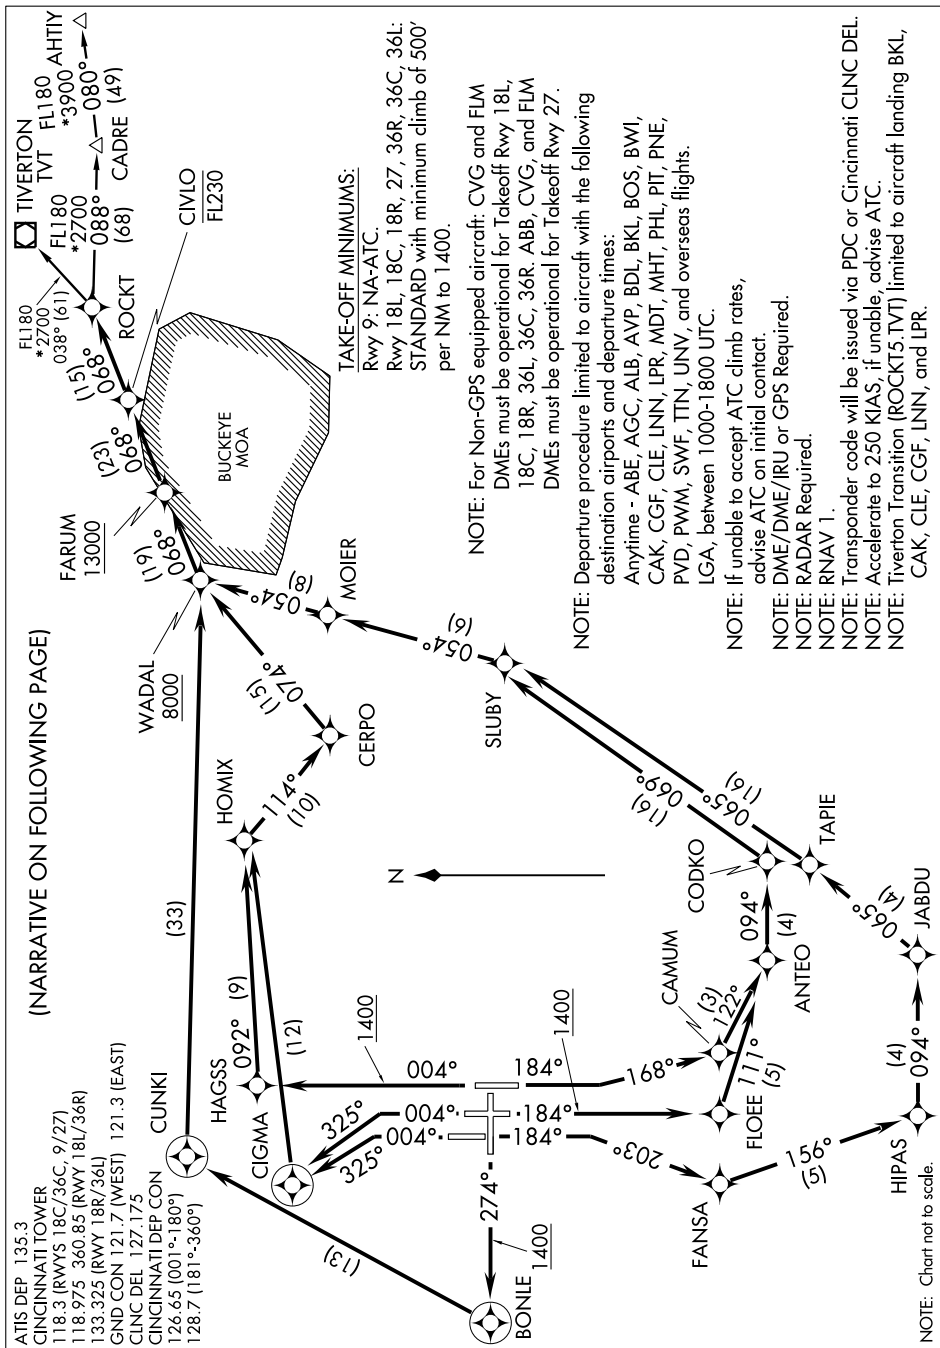 (NARRATIVE ON FOLLOWING PAGE)
ATIS DEP 135.3
CINCINNATI TOWER
118.3 (RWYS 18C/36C, 9/27)
118.975 360.85 (RWY 18L/36R)
133.325 (RWY 18R/36L)
GND CON 121.7 (WEST) 121.3 (EAST)
CLNC DEL 127.175
CINCINNATI DEP CON
126.65 (001°-180°)
128.7 (181°-360°)
TIVERTON
TVT
FL180
*2700
038° (61)
FL180
*2700
088°
(68)
CADRE
FL180
*3900
080°
(49)
AHTIY
ROCKT
(15)
068°
CIVLO
FL230
(23)
068°
FARUM
13000
(19)
068°
BUCKEYE
MOA
WADAL
8000
(33)
CUNKI
(13)
BONLE
1400
274°
HAGSS
092°
(9)
CIGMA
(12)
HOMIX
114°
(10)
CERPO
(15)
074°
054°
(8)
MOIER
054°
(6)
SLUBY
069°
(16)
065°
(16)
CODKO
TAPIE
N
1400
004°
325°
004°
325°
004°
184°
168°
1400
184°
184°
203°
CAMUM
(3)
122°
FLOEE
111°
(5)
ANTEO
094°
(4)
FANSA
156°
(5)
HIPAS
094°
(4)
JABDU
065°
(4)
TAKE-OFF MINIMUMS:
Rwy 9: NA-ATC.
Rwy 18L, 18C, 18R, 27, 36R, 36C, 36L:
STANDARD with minimum climb of 500'
per NM to 1400.
NOTE: For Non-GPS equipped aircraft: CVG and FLM
DMEs must be operational for Takeoff Rwy 18L,
18C, 18R, 36L, 36C, 36R. ABB, CVG, and FLM
DMEs must be operational for Takeoff Rwy 27.
NOTE: Departure procedure limited to aircraft with the following
destination airports and departure times:
Anytime - ABE, AGC, ALB, AVP, BDL, BKL, BOS, BWI,
CAK, CGF, CLE, LNN, LPR, MDT, MHT, PHL, PIT, PNE,
PVD, PWM, SWF, TTN, UNV, and overseas flights.
LGA, between 1000-1800 UTC.
NOTE: If unable to accept ATC climb rates,
advise ATC on initial contact.
NOTE: DME/DME/IRU or GPS Required.
NOTE: RADAR Required.
NOTE: RNAV 1.
NOTE: Transponder code will be issued via PDC or Cincinnati CLNC DEL.
NOTE: Accelerate to 250 KIAS, if unable, advise ATC.
NOTE: Tiverton Transition (ROCKT5.TVT) limited to aircraft landing BKL,
CAK, CLE, CGF, LNN, and LPR.
NOTE: Chart not to scale.